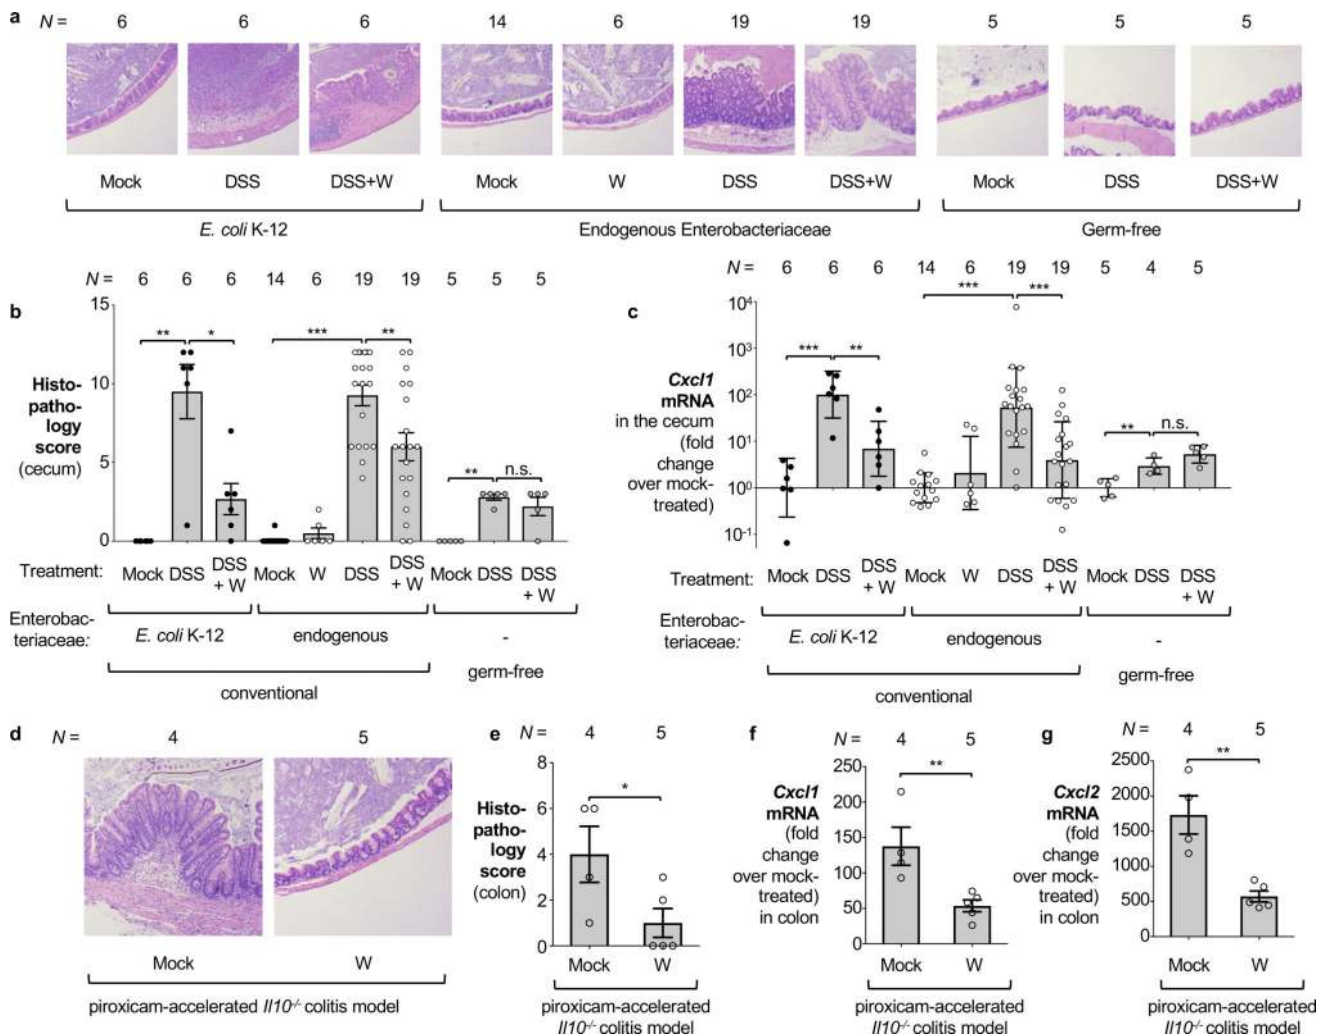 a N = 6 6 6 14 6 19 19 5 5 5
Mock DSS DSS+W Mock W DSS DSS+W Mock DSS DSS+W
E. coli K-12 Endogenous Enterobacteriaceae Germ-free
b
N = 6 6 6 14 6 19 19 5 5 5
15
10
5
0
Histo-
patho-
logy
score
(cecum)
** * *** ** ** n.s.
Treatment: Mock DSS DSS + W Mock W DSS DSS + W Mock DSS DSS + W
Enterobac-
teriaceae:
E. coli K-12 endogenous -
conventional germ-free
c
N = 6 6 6 14 6 19 19 5 4 5
10⁴
10³
10²
10¹
10⁰
10⁻¹
Cxcl1
mRNA
in the cecum
(fold
change
over mock-
treated)
*** ** *** *** ** n.s.
Treatment: Mock DSS DSS + W Mock W DSS DSS + W Mock DSS DSS + W
Enterobac-
teriaceae:
E. coli K-12 endogenous -
conventional germ-free
d N = 4 5
Mock W
piroxicam-accelerated Il10-/- colitis model
e N = 4 5
8
6
4
2
0
Histo-
patho-
logy
score
(colon)
*
Mock W
piroxicam-accelerated
Il10-/- colitis model
f N = 4 5
250
200
150
100
50
0
Cxcl1
mRNA
(fold
change
over mock-
treated)
in colon
**
Mock W
piroxicam-accelerated
Il10-/- colitis model
g N = 4 5
2500
2000
1500
1000
500
0
Cxcl2
mRNA
(fold
change
over mock-
treated)
in colon
**
Mock W
piroxicam-accelerated
Il10-/- colitis model